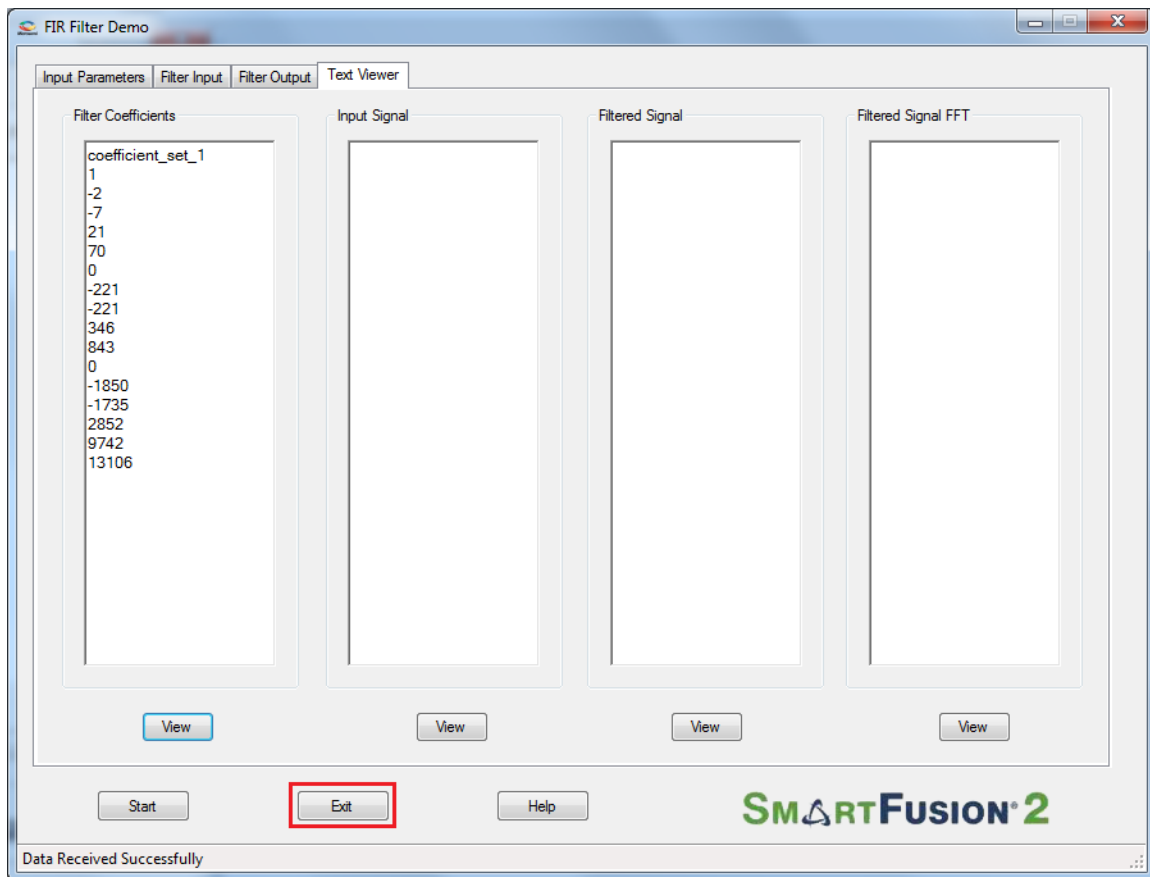 FIR Filter Demo
Input Parameters Filter Input Filter Output Text Viewer
Filter Coefficients Input Signal Filtered Signal Filtered Signal FFT
coefficient_set_1
1
-2
-7
21
70
0
-221
-221
346
843
0
-1850
-1735
2852
9742
13106
View View View View
Start Exit Help SMARTFUSION® 2
Data Received Successfully